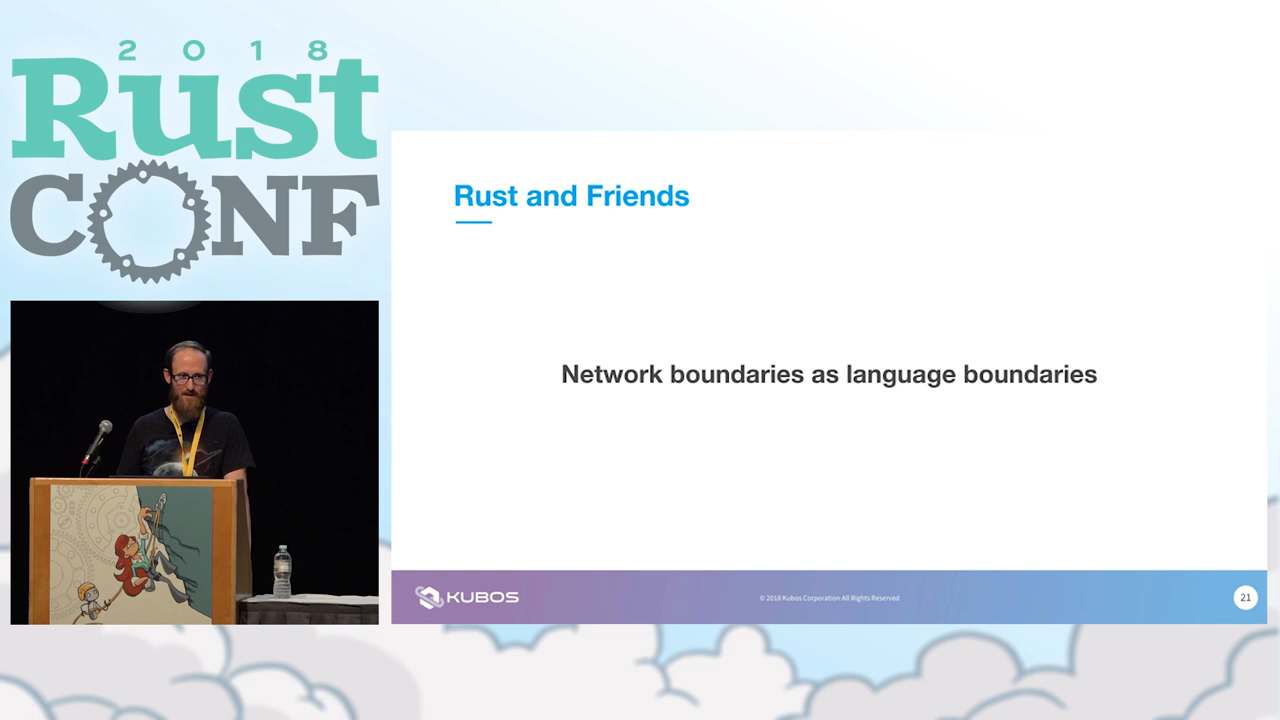 2018
Rust
CONF
Rust and Friends
Network boundaries as language boundaries
KUBOS
© 2018 Kubos Corporation All Rights Reserved
21